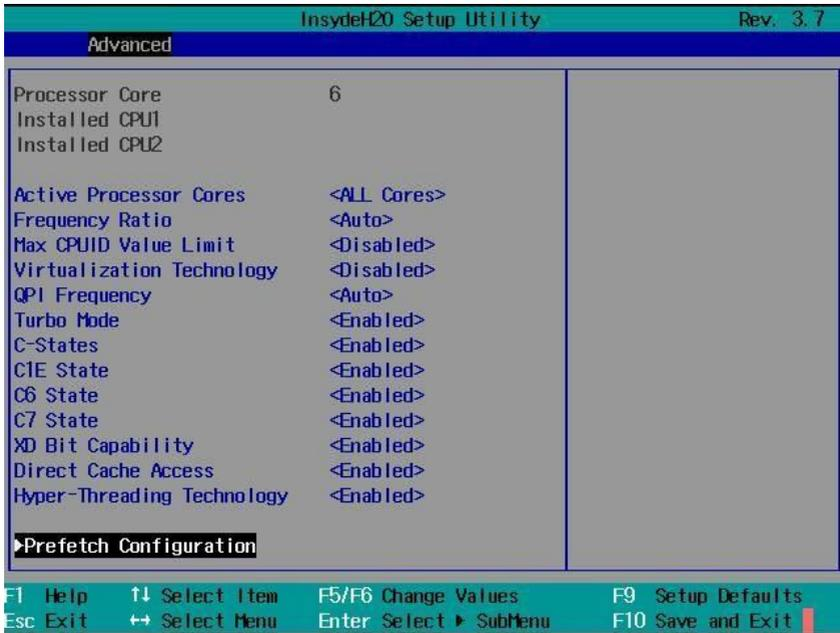 InsydeH2O Setup Utility Rev. 3.7
Advanced
Processor Core 6
Installed CPU1
Installed CPU2
Active Processor Cores <ALL Cores>
Frequency Ratio <Auto>
Max CPUID Value Limit <Disabled>
Virtualization Technology <Disabled>
QPI Frequency <Auto>
Turbo Mode <Enabled>
C-States <Enabled>
C1E State <Enabled>
C6 State <Enabled>
C7 State <Enabled>
XD Bit Capability <Enabled>
Direct Cache Access <Enabled>
Hyper-Threading Technology <Enabled>
▶Prefetch Configuration
F1 Help ↑↓ Select Item F5/F6 Change Values F9 Setup Defaults
Esc Exit ↔ Select Menu Enter Select ▶ SubMenu F10 Save and Exit